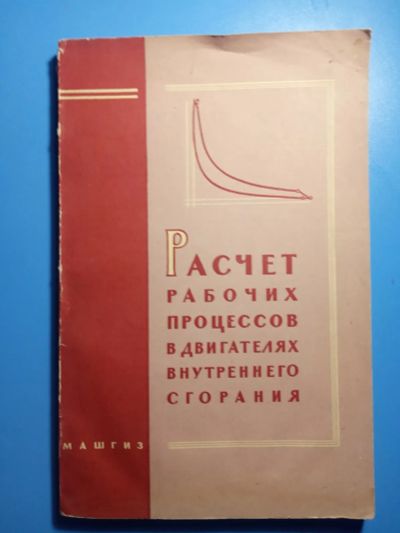 РАСЧЕТ
РАБОЧИХ
ПРОЦЕССОВ
В ДВИГАТЕЛЯХ
ВНУТРЕННЕГО
СГОРАНИЯ
МАШГИЗ